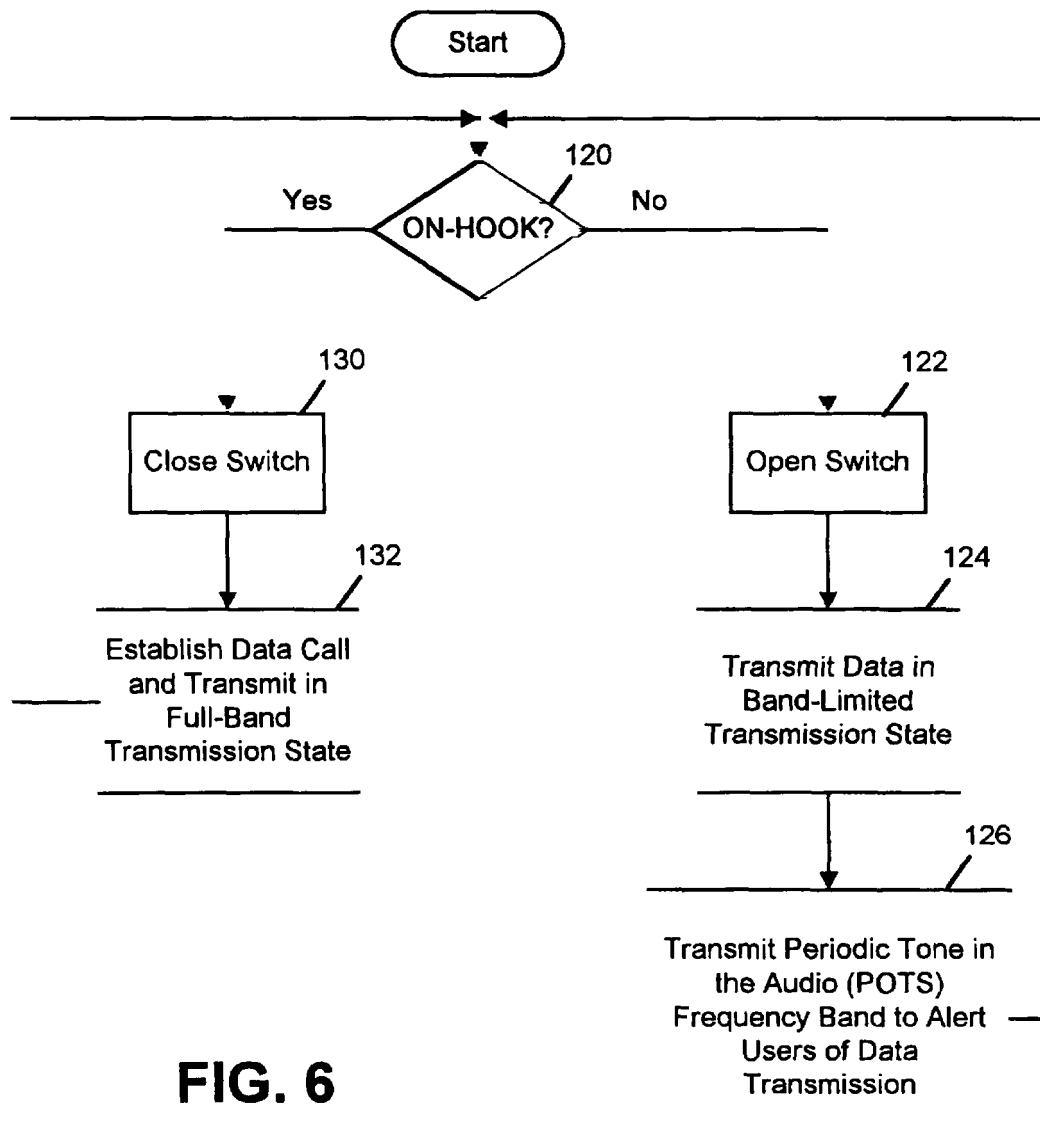 Start
120
Yes
No
ON-HOOK?
130
122
Close Switch
Open Switch
132
124
Establish Data Call
and Transmit in
Full-Band
Transmission State
Transmit Data in
Band-Limited
Transmission State
126
Transmit Periodic Tone in
the Audio (POTS)
Frequency Band to Alert
Users of Data
Transmission
FIG. 6